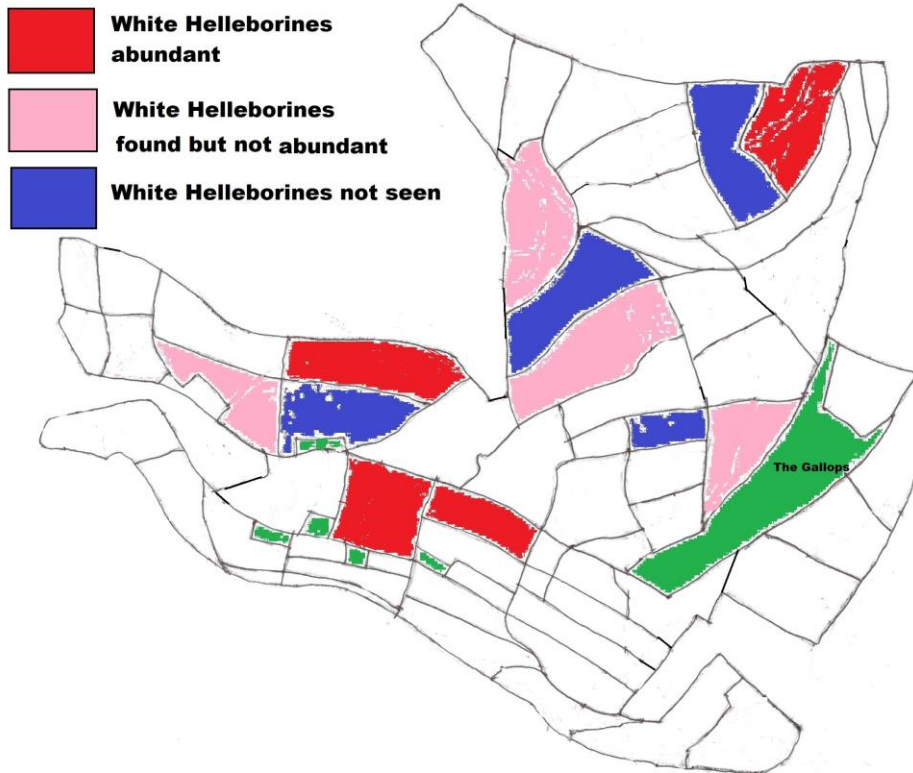 White Helleborines
abundant
White Helleborines
found but not abundant
White Helleborines not seen
The Gallops